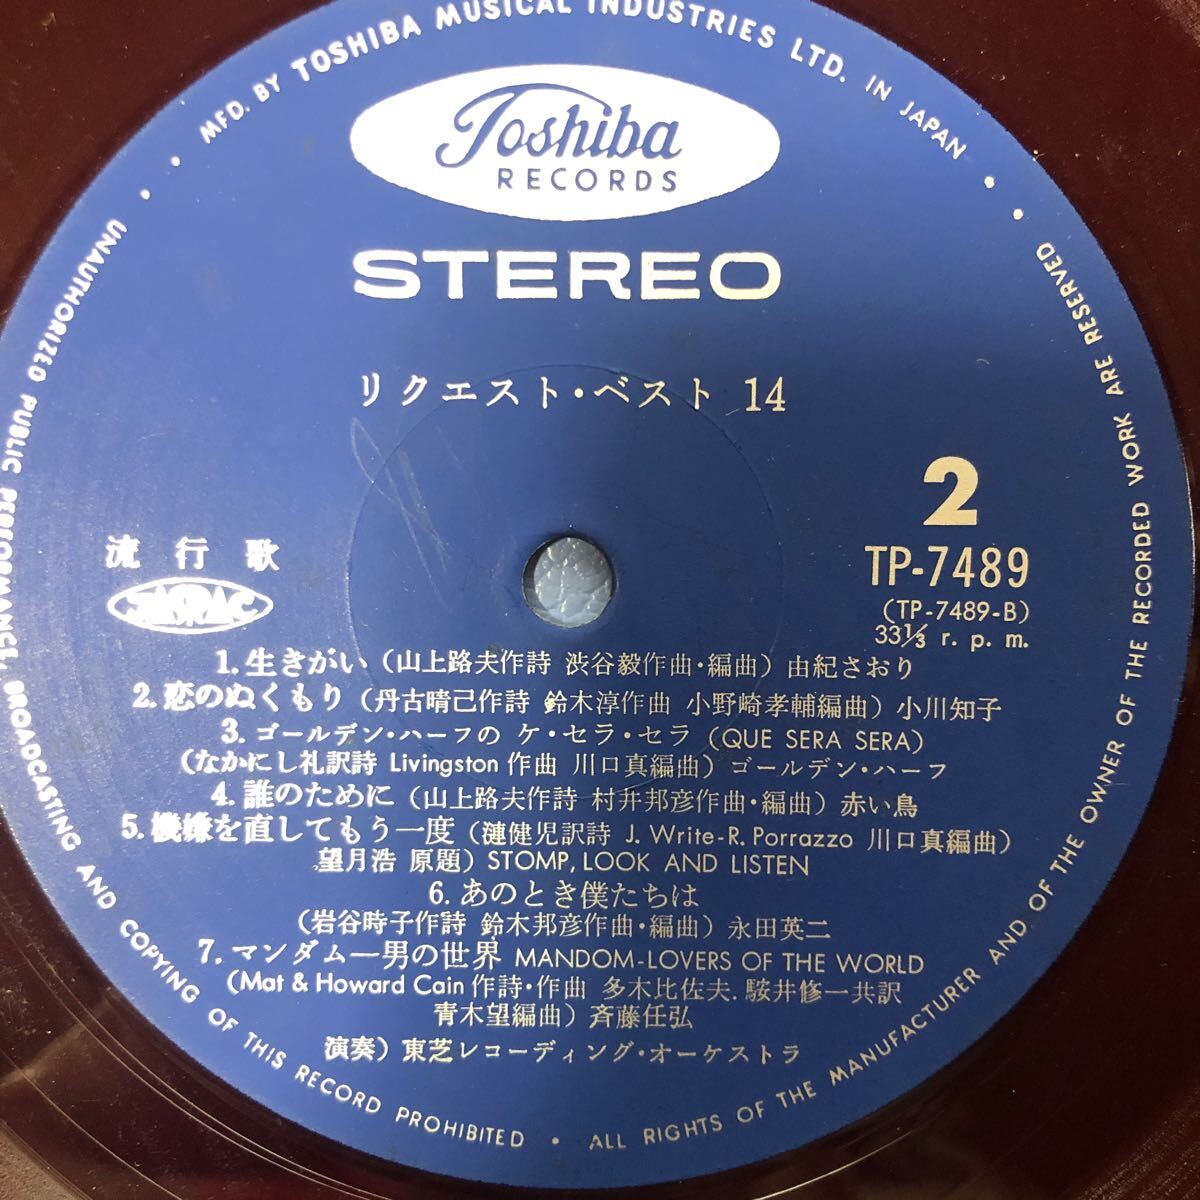 MFD. BY TOSHIBA MUSICAL INDUSTRIES LTD. IN JAPAN
Toshiba
RECORDS
STEREO
リクエスト・ベスト 14
2
TP-7489
(TP-7489-B)
33⅓ r. p. m.
流行歌
JASRAC
1. 生きがい (山上路夫作詩 渋谷毅作曲・編曲) 由紀さおり
2. 恋のぬくもり (丹古晴己作詩 鈴木淳作曲 小野崎孝輔編曲) 小川知子
3. ゴールデン・ハーフの ケ・セラ・セラ (QUE SERA SERA)
(なかにし礼訳詩 Livingston 作曲 川口真編曲) ゴールデン・ハーフ
4. 誰のために (山上路夫作詩 村井邦彦作曲・編曲) 赤い鳥
5. 機嫌を直してもう一度 (漣健児訳詩 J. Write-R. Porrazzo 川口真編曲)
望月浩 原題) STOMP, LOOK AND LISTEN
6. あのとき僕たちは
(岩谷時子作詩 鈴木邦彦作曲・編曲) 永田英二
7. マンダム―男の世界 MANDOM-LOVERS OF THE WORLD
(Mat & Howard Cain 作詩・作曲 多木比佐夫. 駿井修一共訳
青木望編曲) 斉藤任弘
演奏) 東芝レコーディング・オーケストラ
UNAUTHORIZED PUBLIC PERFORMANCE, BROADCASTING AND COPYING OF THIS RECORD PROHIBITED • ALL RIGHTS OF THE MANUFACTURER AND OF THE OWNER OF THE RECORDED WORK ARE RESERVED